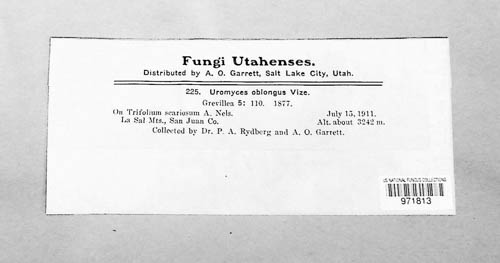 Fungi Utahenses.
Distributed by A. O. Garrett, Salt Lake City, Utah.
225. Uromyces oblongus Vize.
Grevillea 5: 110. 1877.
On Trifolium scariosum A. Nels. July 15, 1911.
La Sal Mts., San Juan Co. Alt. about 3242 m.
Collected by Dr. P. A. Rydberg and A. O. Garrett.
US NATIONAL FUNGUS COLLECTIONS
971813